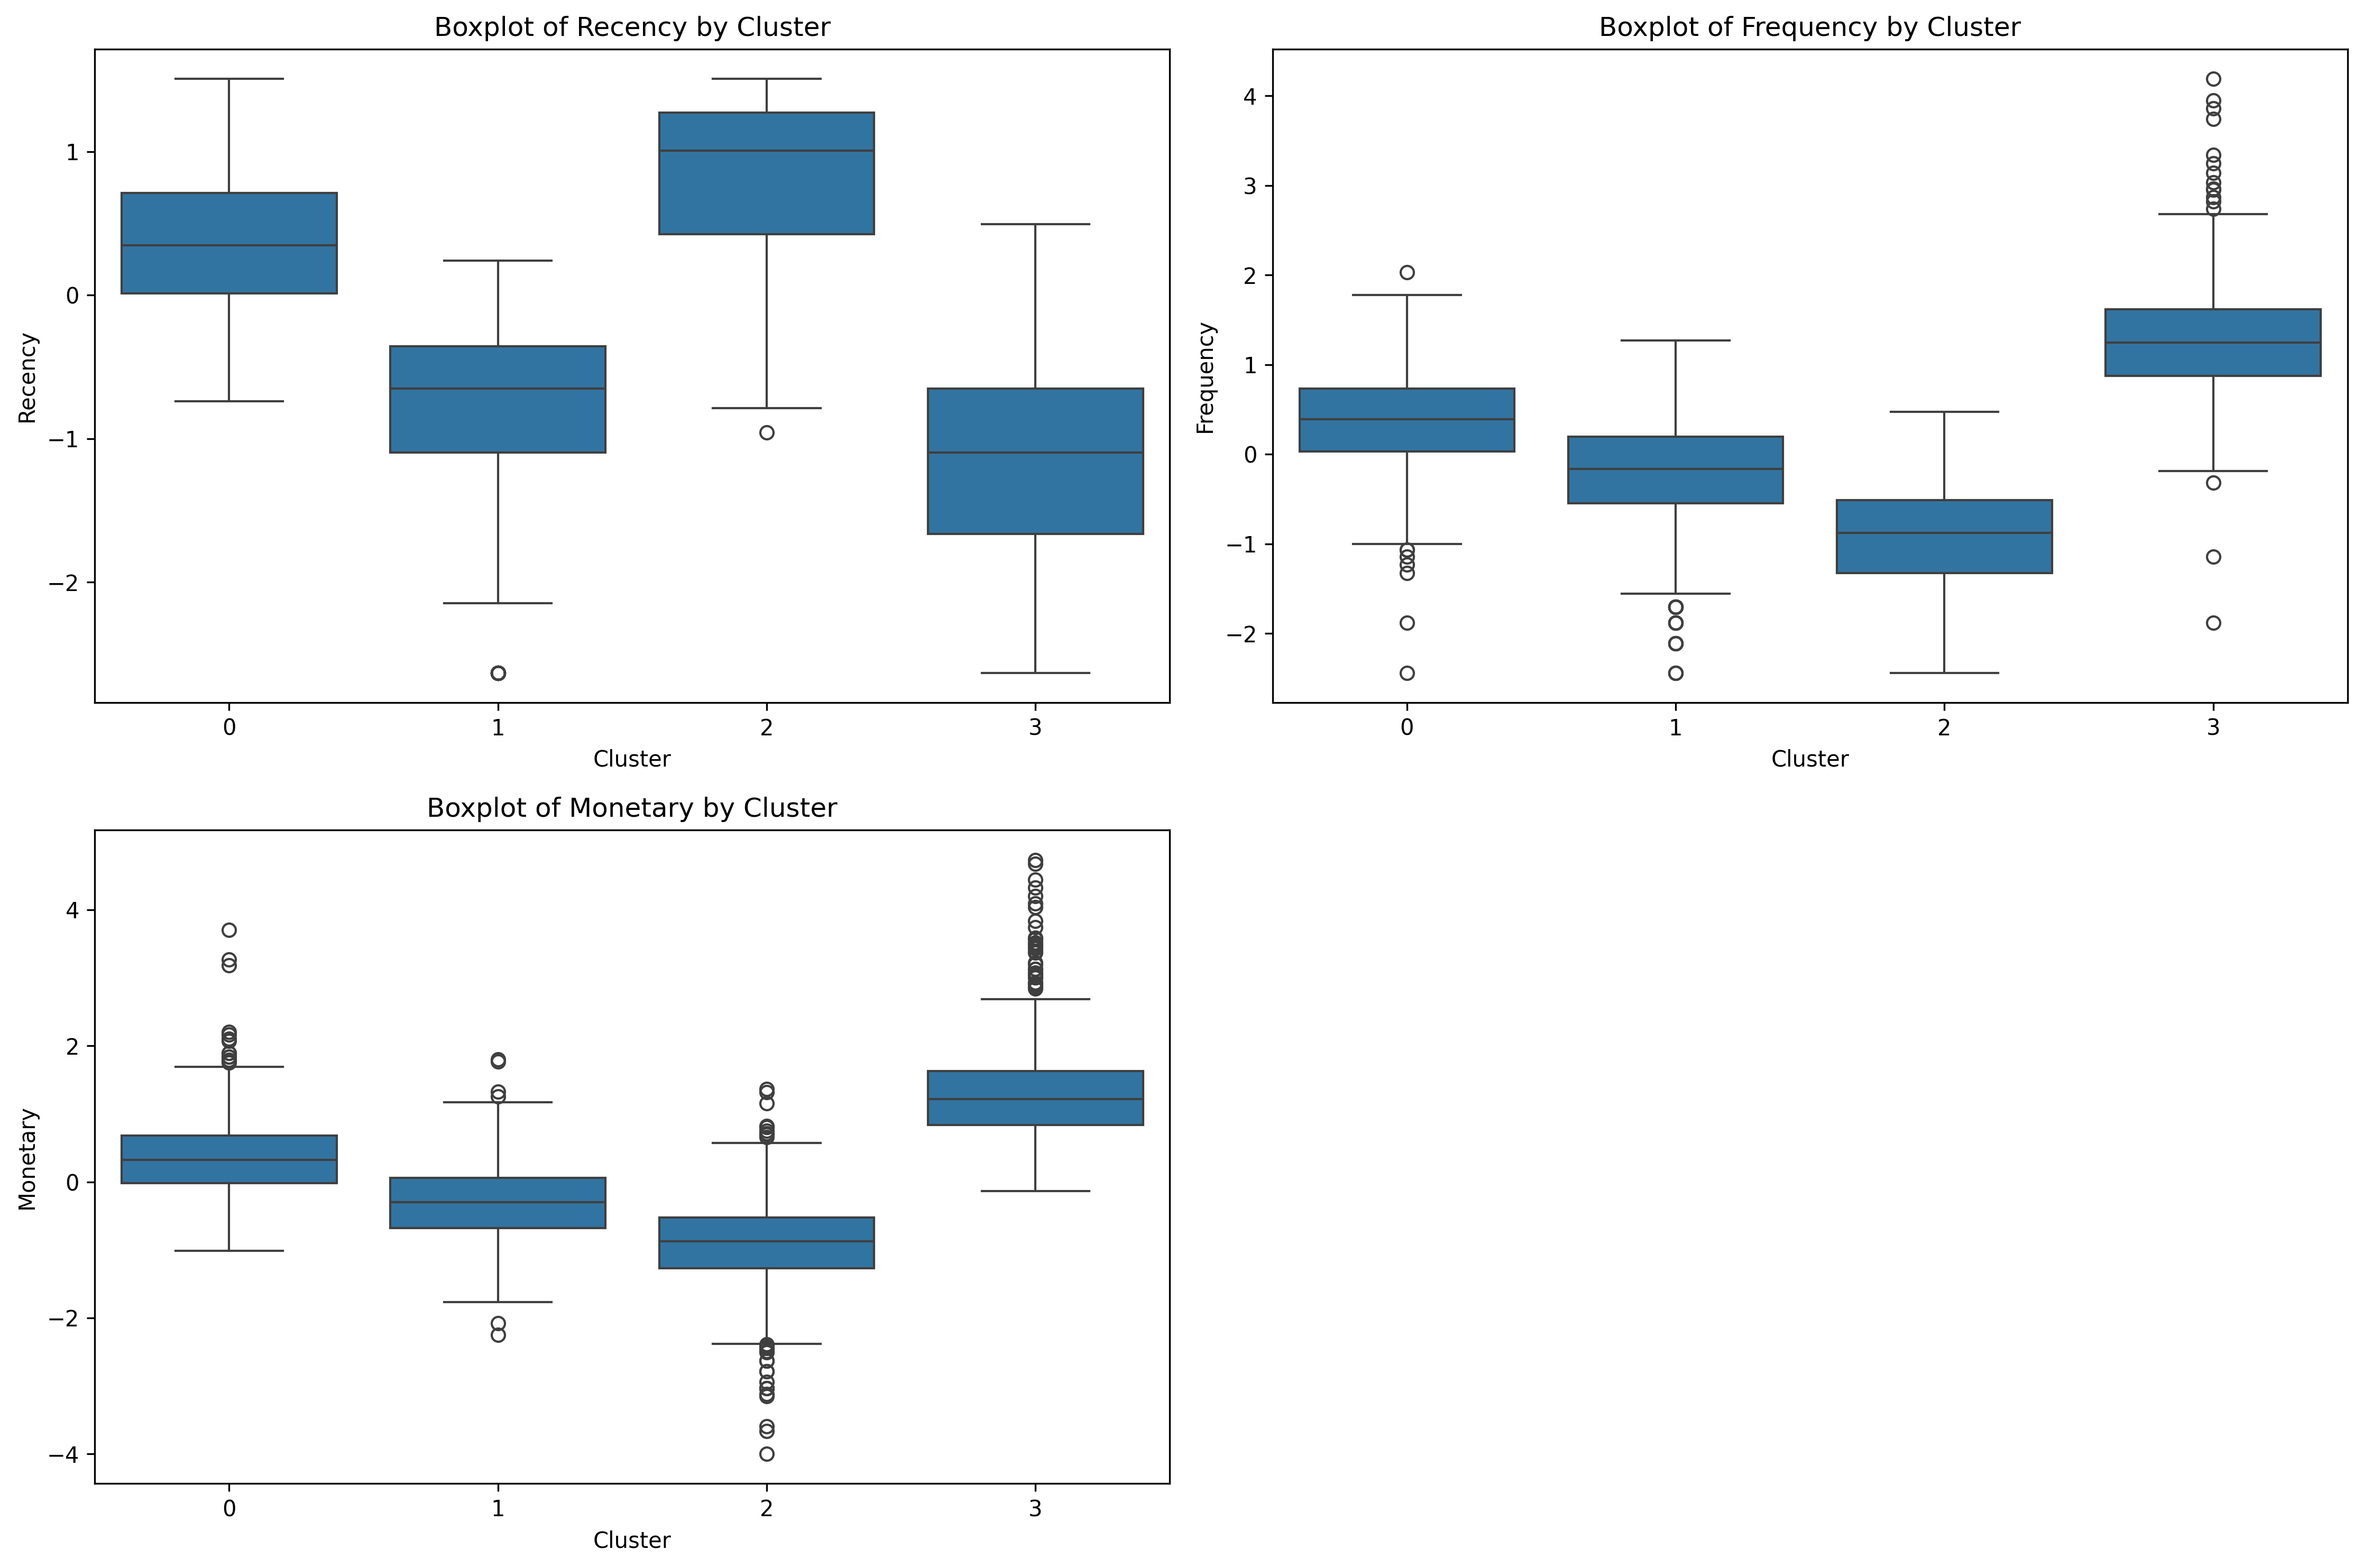 Boxplot of Recency by Cluster
1
0
−1
−2
Recency
0 1 2 3
Cluster
Boxplot of Frequency by Cluster
4
3
2
1
0
−1
−2
Frequency
0 1 2 3
Cluster
Boxplot of Monetary by Cluster
4
2
0
−2
−4
Monetary
0 1 2 3
Cluster